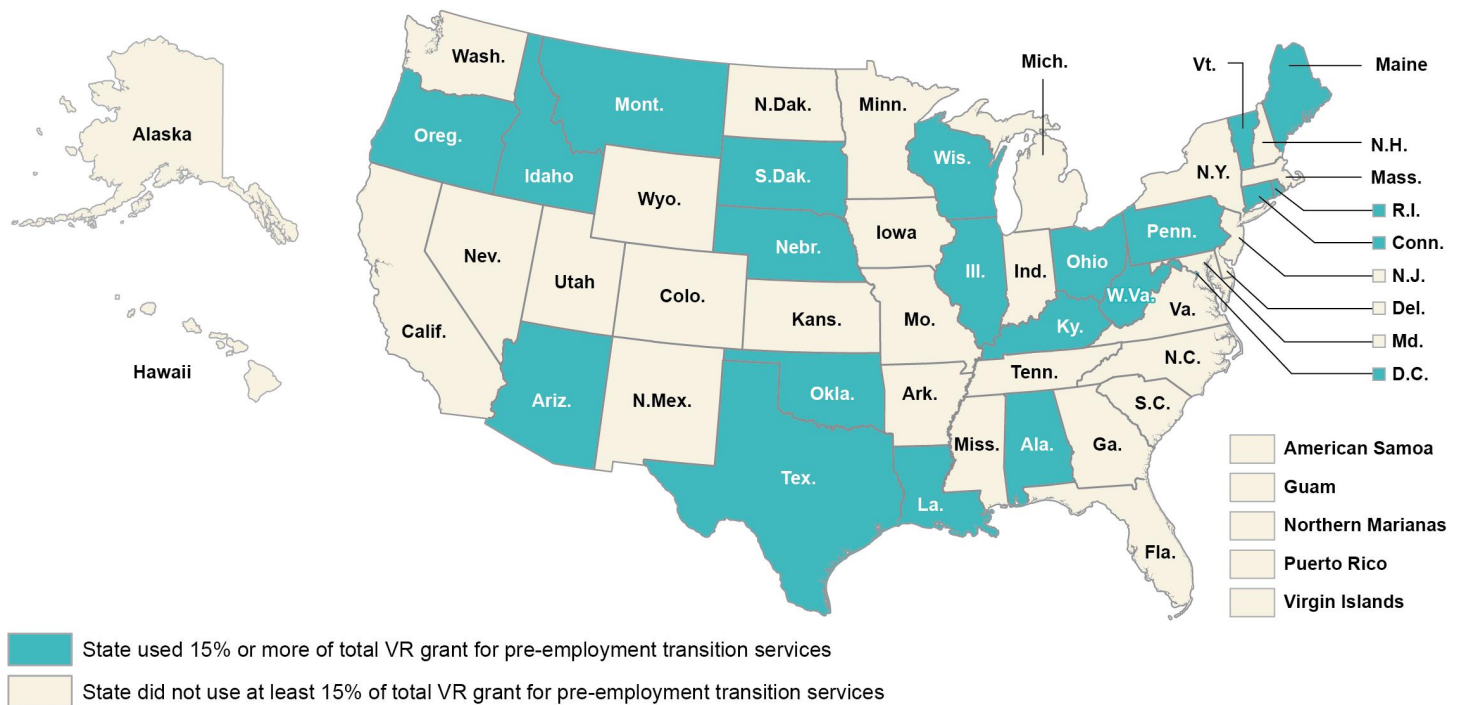 Wash.
Mich.
Vt.
Maine
Mont.
N.Dak.
Minn.
Alaska
Oreg.
N.H.
Wis.
Idaho
S.Dak.
N.Y.
Mass.
Wyo.
R.I.
Iowa
Penn.
Nebr.
Conn.
Nev.
Ohio
Ill.
Ind.
N.J.
Utah
Colo.
W.Va.
Del.
Va.
Kans.
Mo.
Ky.
Calif.
Md.
N.C.
Hawaii
Tenn.
D.C.
Ariz.
N.Mex.
Okla.
Ark.
S.C.
Miss.
Ala.
Ga.
American Samoa
Tex.
Guam
La.
Northern Marianas
Fla.
Puerto Rico
Virgin Islands
State used 15% or more of total VR grant for pre-employment transition services
State did not use at least 15% of total VR grant for pre-employment transition services